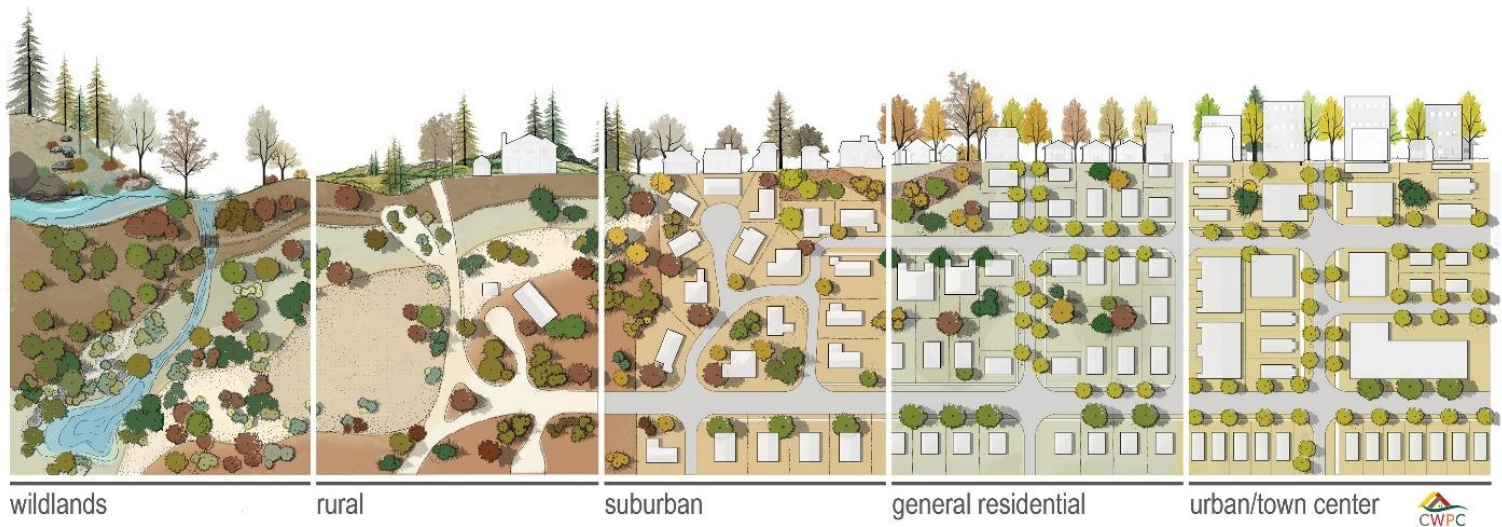 wildlands
rural
suburban
general residential
urban/town center
CWPC